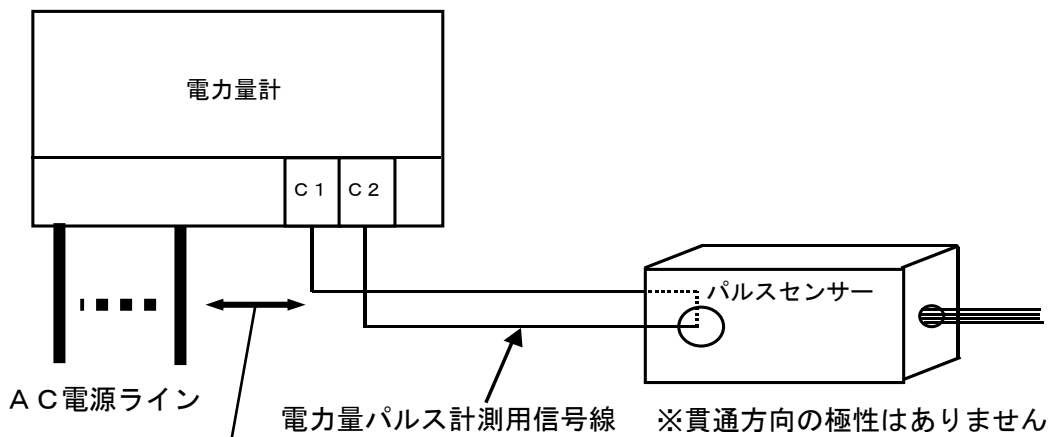 電力量計
C1 C2
パルスセンサー
AC電源ライン
電力量パルス計測用信号線
※貫通方向の極性はありません